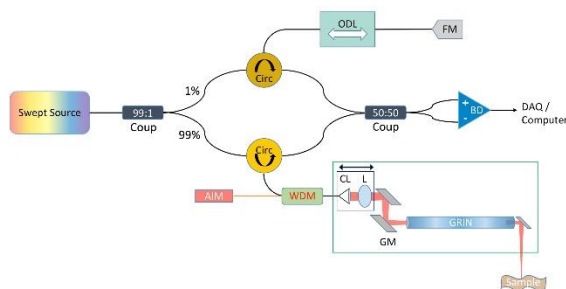 ODL
FM
Circ
1%
Swept Source
99:1
Coup
50:50
Coup
+
-
BD
DAQ /
Computer
99%
Circ
AIM
WDM
CL
L
GM
GRIN
Sample